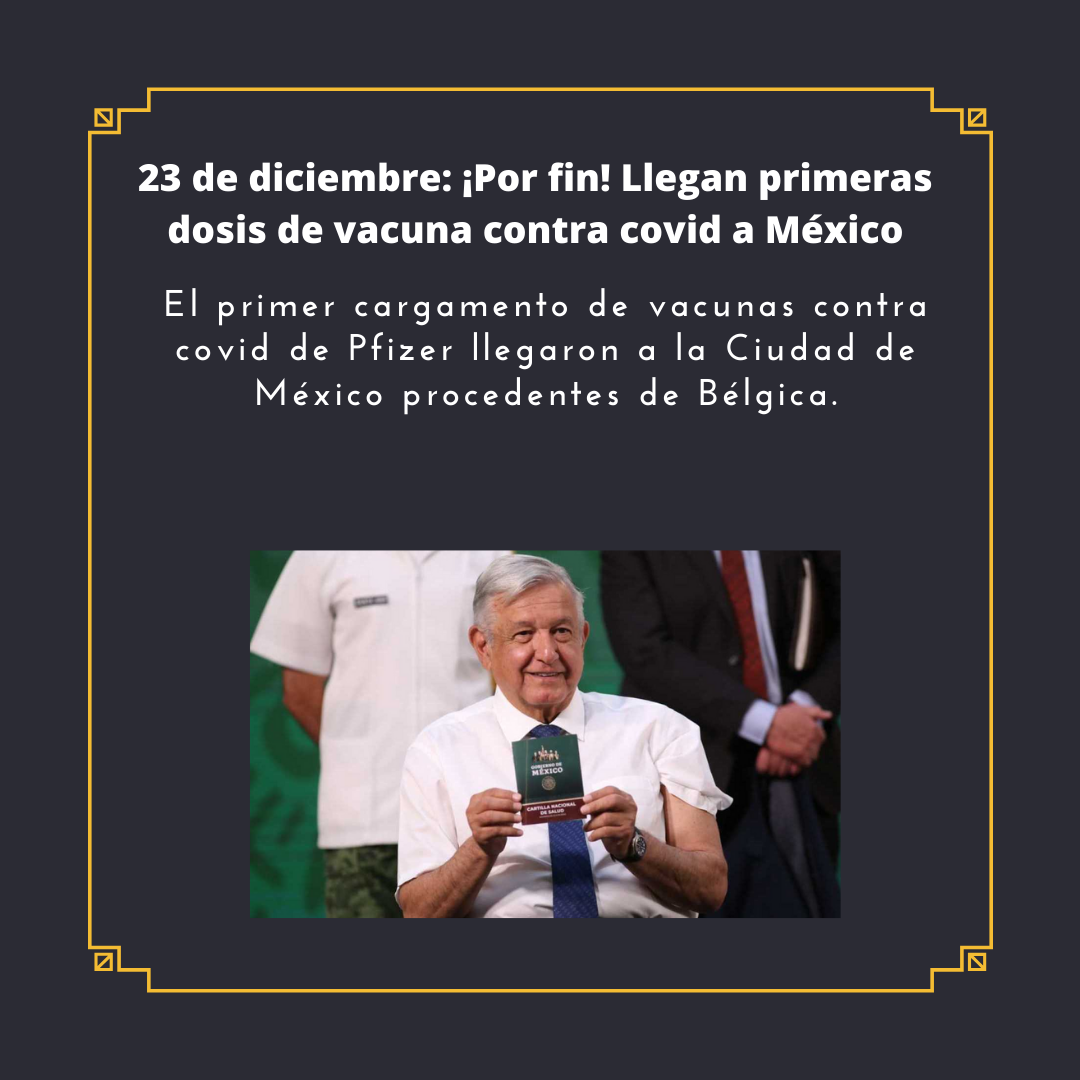 23 de diciembre: ¡Por fin! Llegan primeras
dosis de vacuna contra covid a México
El primer cargamento de vacunas contra
covid de Pfizer llegaron a la Ciudad de
México procedentes de Bélgica.
GOBIERNO DE
MÉXICO
CARTILLA NACIONAL
DE SALUD